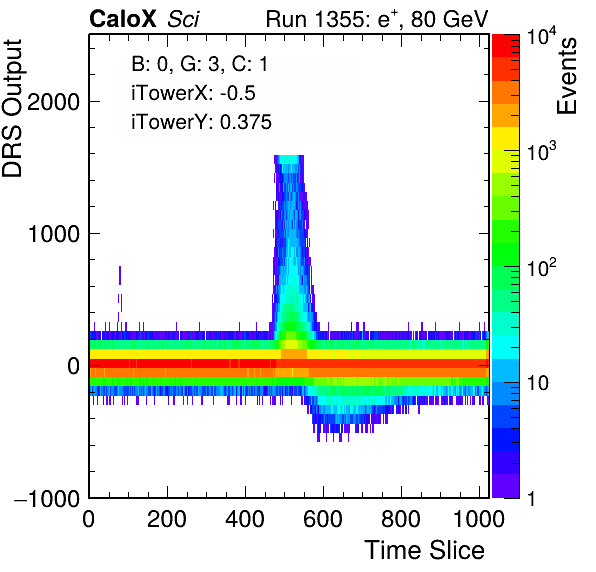 CaloX Sci Run 1355: e⁺, 80 GeV
B: 0, G: 3, C: 1
iTowerX: -0.5
iTowerY: 0.375
DRS Output
2000
1000
0
−1000
0 200 400 600 800 1000
Time Slice
Events
10⁴
10³
10²
10
1